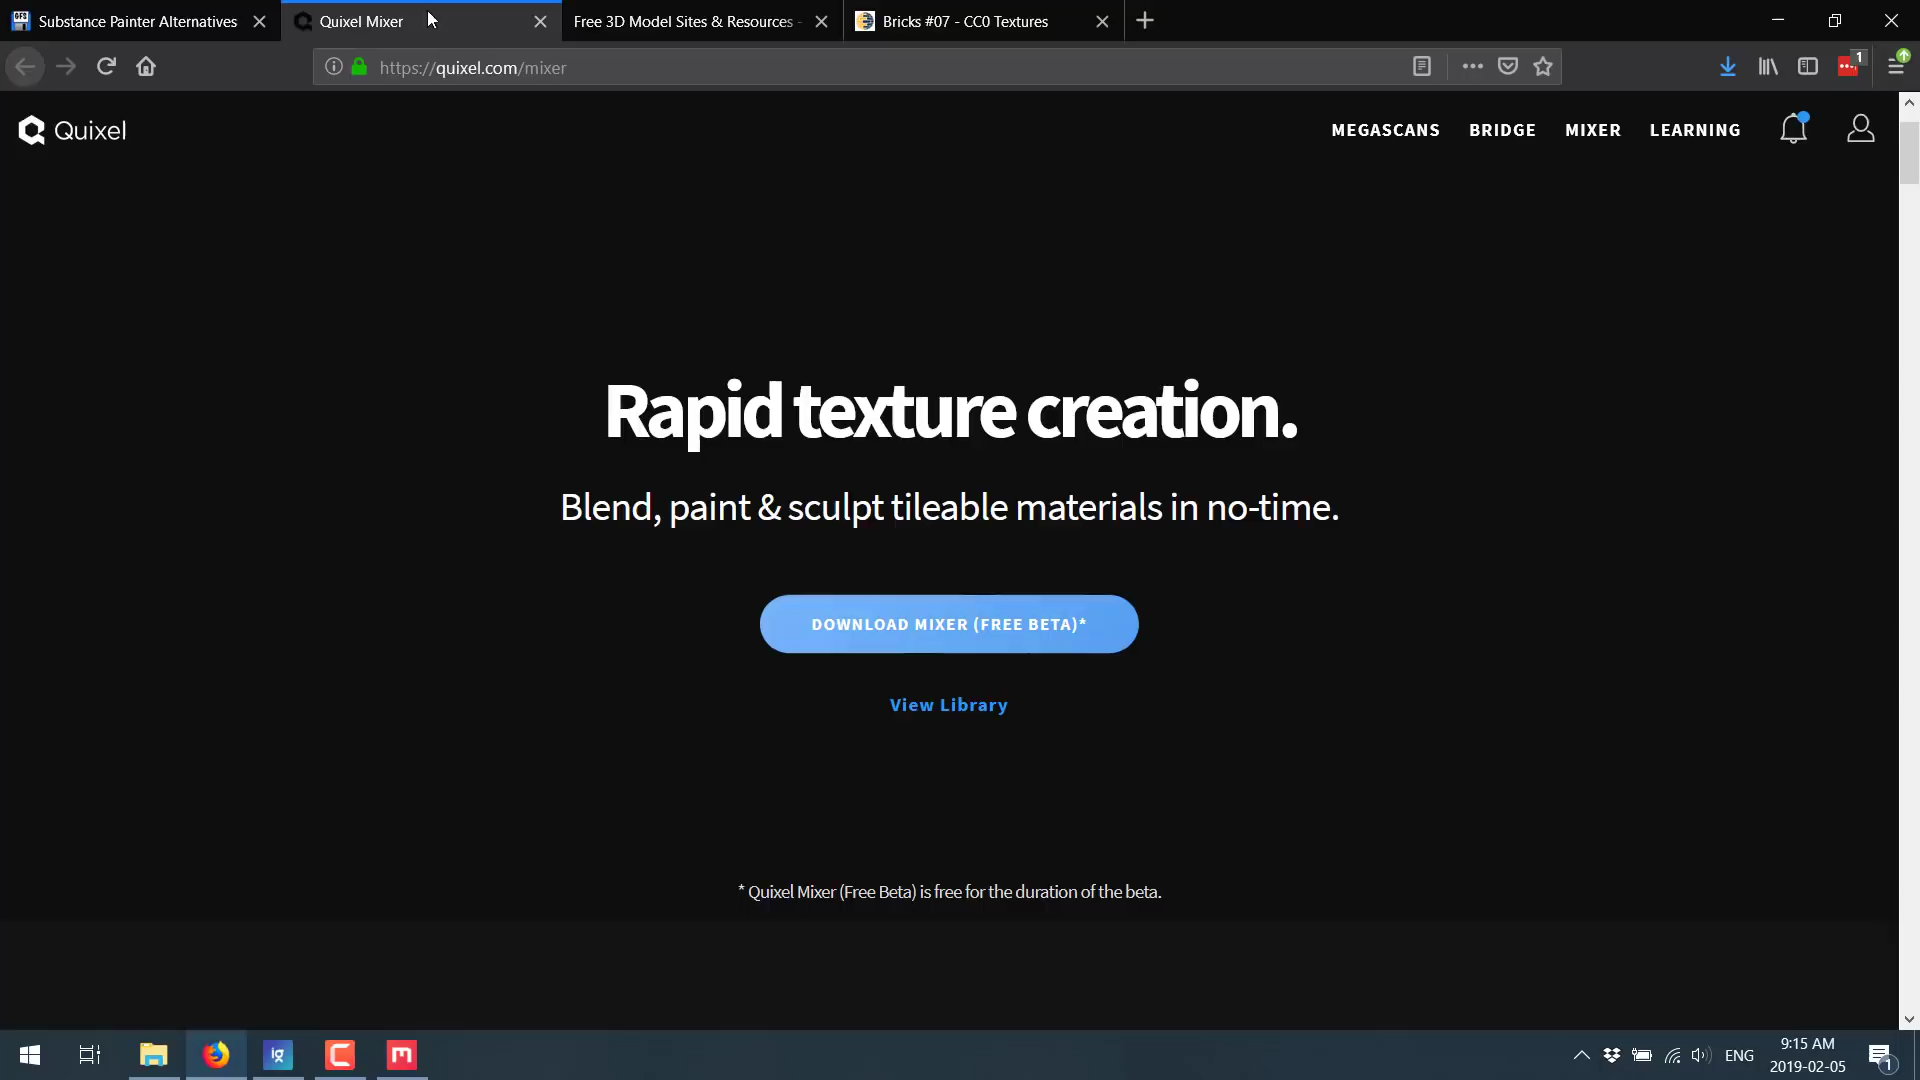 Substance Painter Alternatives
Quixel Mixer
Free 3D Model Sites & Resources -
Bricks #07 - CC0 Textures
https://quixel.com/mixer
1
Quixel
MEGASCANS
BRIDGE
MIXER
LEARNING
Rapid texture creation.
Blend, paint & sculpt tileable materials in no-time.
DOWNLOAD MIXER (FREE BETA)*
View Library
* Quixel Mixer (Free Beta) is free for the duration of the beta.
ig
ENG
9:15 AM
2019-02-05
1